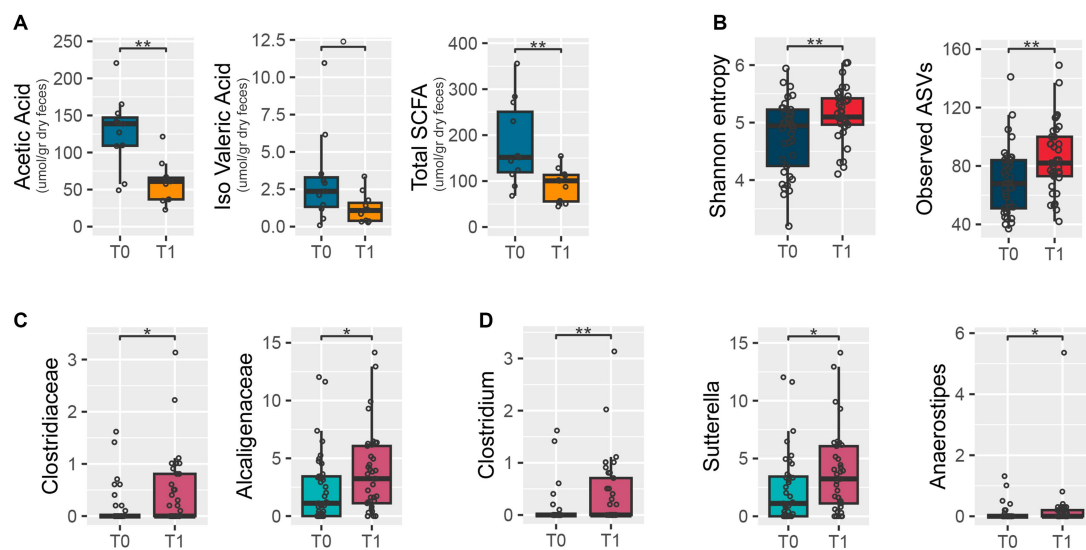 A
Acetic Acid
(umol/gr dry feces)
250
200
150
100
50
0
**
T0 T1
Iso Valeric Acid
(umol/gr dry feces)
12.5
10.0
7.5
5.0
2.5
0.0
°
T0 T1
Total SCFA
(umol/gr dry feces)
400
300
200
100
0
**
T0 T1
B
Shannon entropy
6
5
4
**
T0 T1
Observed ASVs
160
120
80
40
**
T0 T1
C
Clostridiaceae
3
2
1
0
*
T0 T1
Alcaligenaceae
15
10
5
0
*
T0 T1
D
Clostridium
3
2
1
0
**
T0 T1
Sutterella
15
10
5
0
*
T0 T1
Anaerostipes
6
4
2
0
*
T0 T1